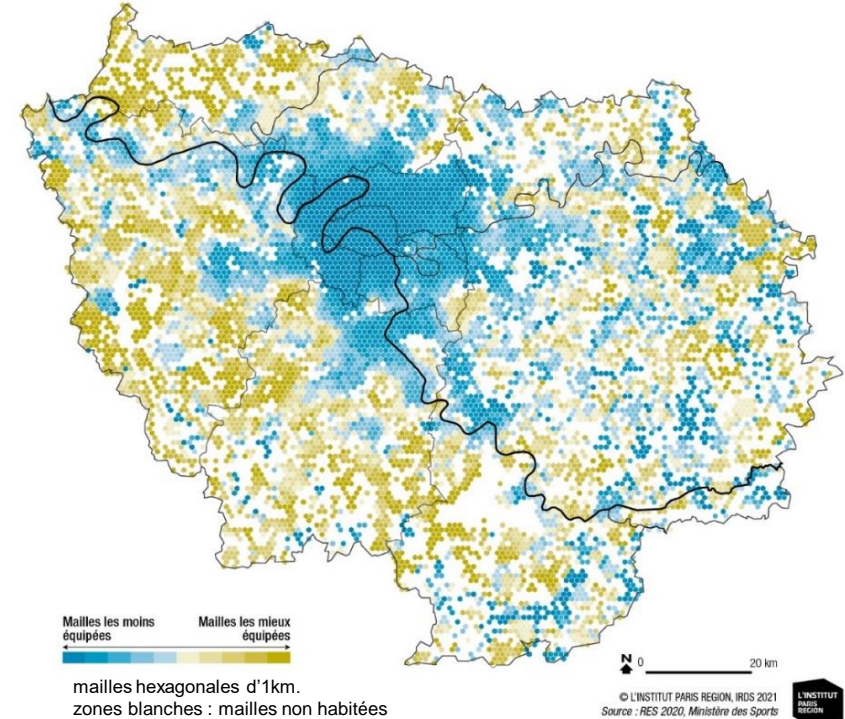 Mailles les moins
équipées
Mailles les mieux
équipées
mailles hexagonales d'1km.
zones blanches : mailles non habitées
N
0
20 km
© L'INSTITUT PARIS REGION, IRDS 2021
Source : RES 2020, Ministère des Sports
L'INSTITUT
PARIS
REGION